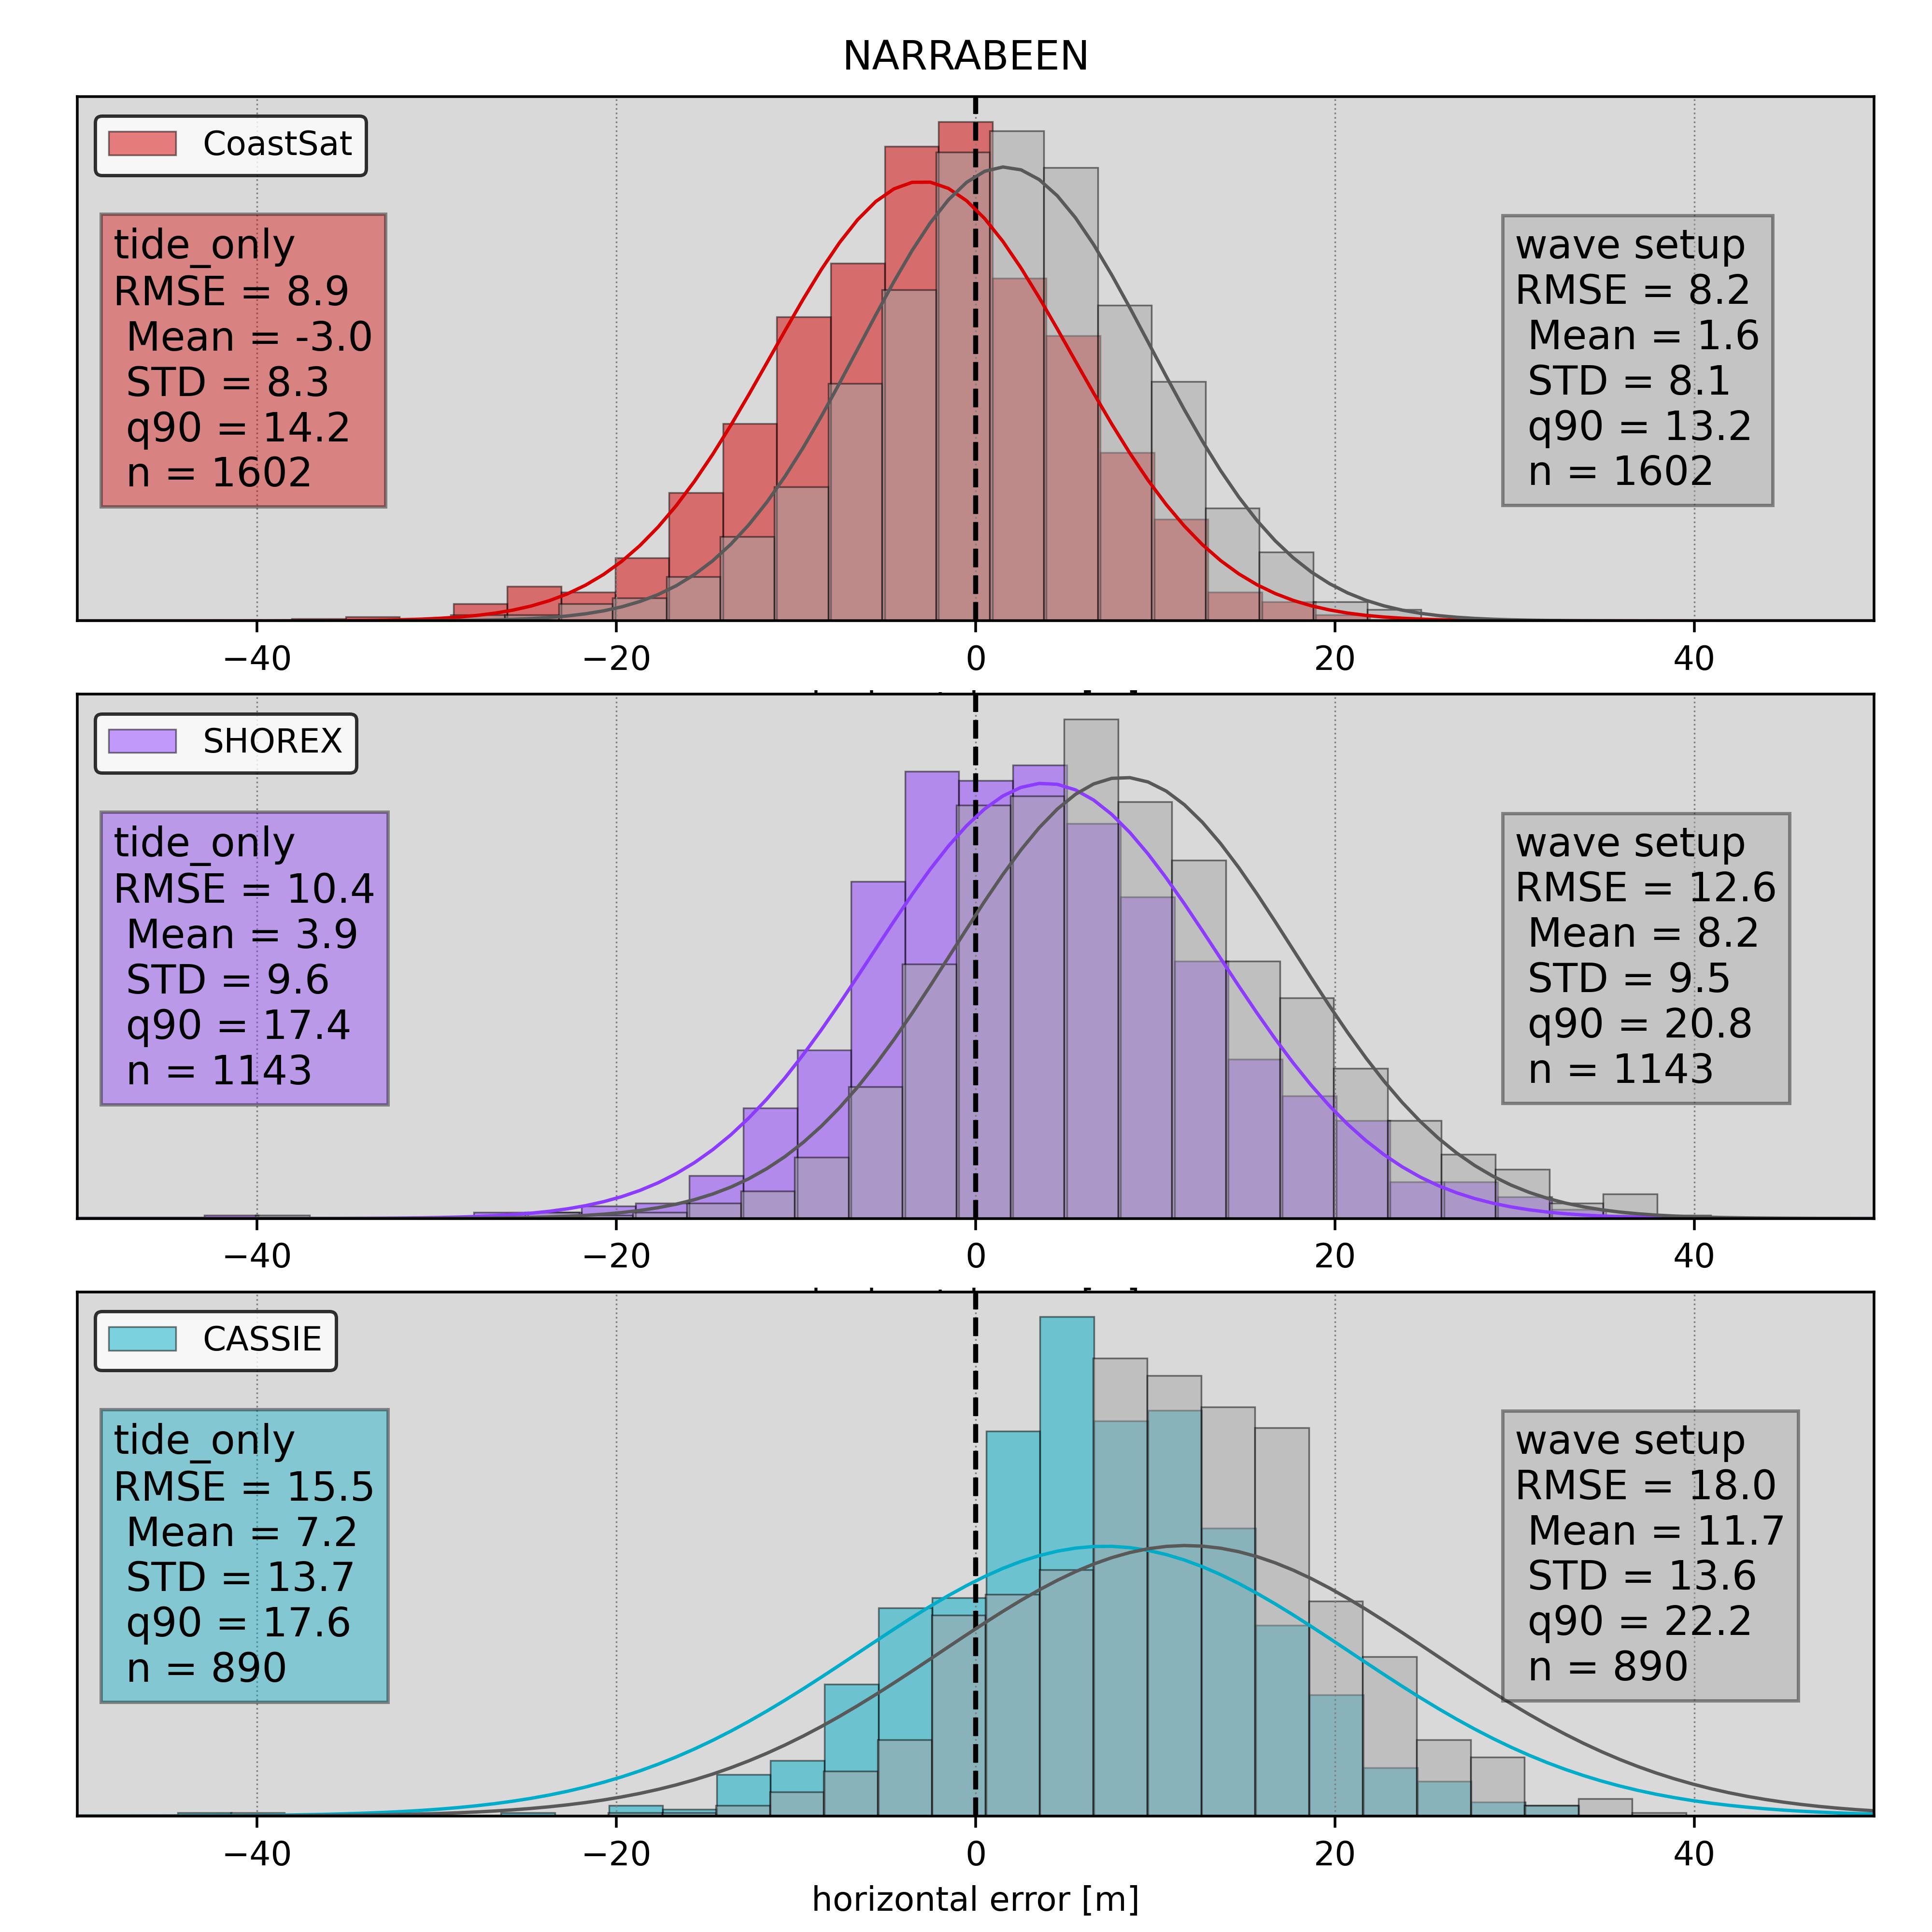 NARRABEEN
CoastSat
tide_only
RMSE = 8.9
Mean = -3.0
STD = 8.3
q90 = 14.2
n = 1602
wave setup
RMSE = 8.2
Mean = 1.6
STD = 8.1
q90 = 13.2
n = 1602
−40 −20 0 20 40
SHOREX
tide_only
RMSE = 10.4
Mean = 3.9
STD = 9.6
q90 = 17.4
n = 1143
wave setup
RMSE = 12.6
Mean = 8.2
STD = 9.5
q90 = 20.8
n = 1143
−40 −20 0 20 40
CASSIE
tide_only
RMSE = 15.5
Mean = 7.2
STD = 13.7
q90 = 17.6
n = 890
wave setup
RMSE = 18.0
Mean = 11.7
STD = 13.6
q90 = 22.2
n = 890
−40 −20 0 20 40
horizontal error [m]